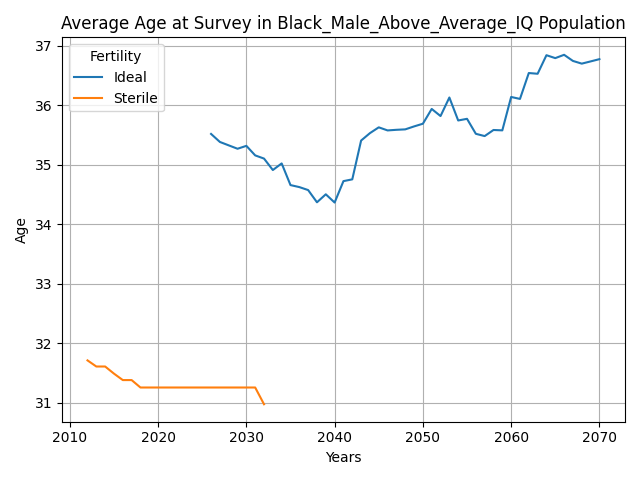 Average Age at Survey in Black_Male_Above_Average_IQ Population
Fertility
Ideal
Sterile
Age
37
36
35
34
33
32
31
2010 2020 2030 2040 2050 2060 2070
Years